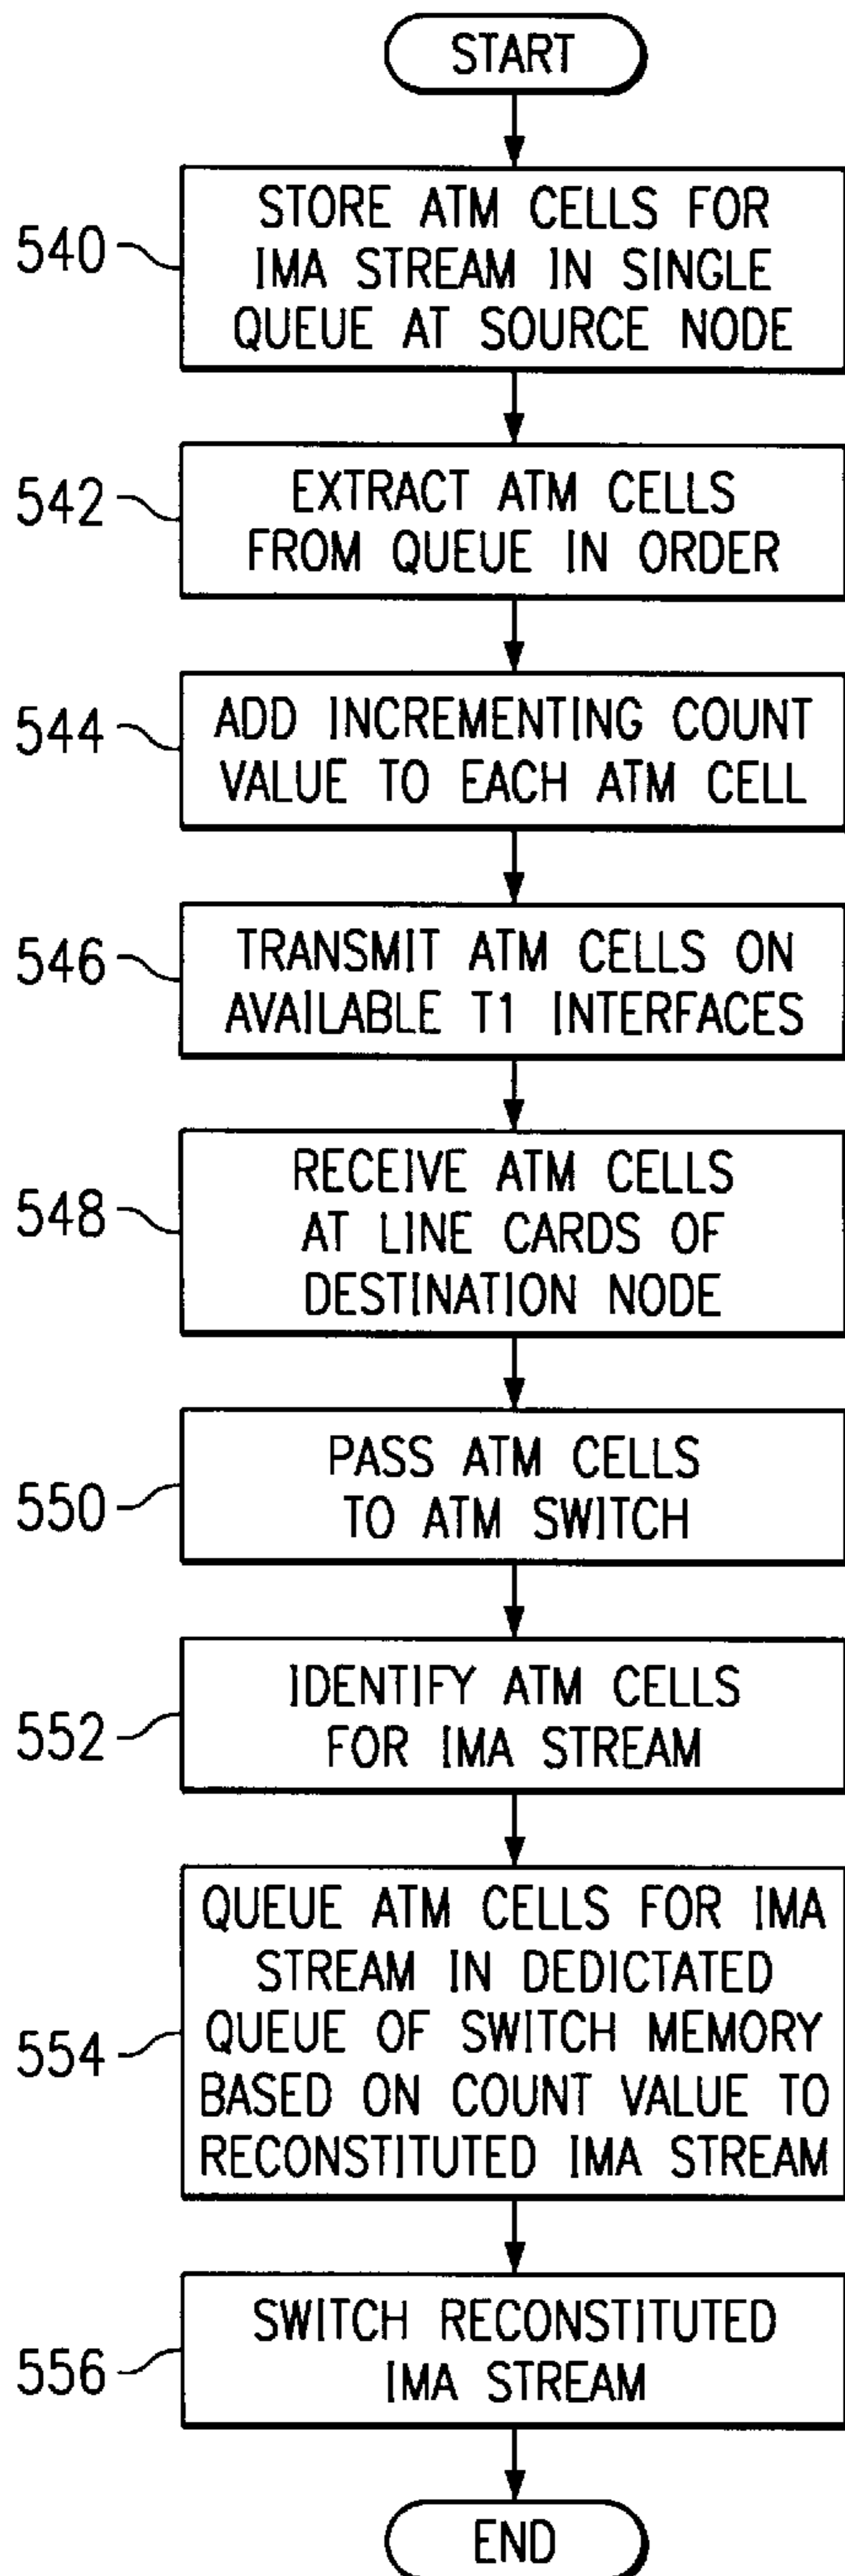 START
540
STORE ATM CELLS FOR
IMA STREAM IN SINGLE
QUEUE AT SOURCE NODE
542
EXTRACT ATM CELLS
FROM QUEUE IN ORDER
544
ADD INCREMENTING COUNT
VALUE TO EACH ATM CELL
546
TRANSMIT ATM CELLS ON
AVAILABLE T1 INTERFACES
548
RECEIVE ATM CELLS
AT LINE CARDS OF
DESTINATION NODE
550
PASS ATM CELLS
TO ATM SWITCH
552
IDENTIFY ATM CELLS
FOR IMA STREAM
554
QUEUE ATM CELLS FOR IMA
STREAM IN DEDICTATED
QUEUE OF SWITCH MEMORY
BASED ON COUNT VALUE TO
RECONSTITUTED IMA STREAM
556
SWITCH RECONSTITUTED
IMA STREAM
END